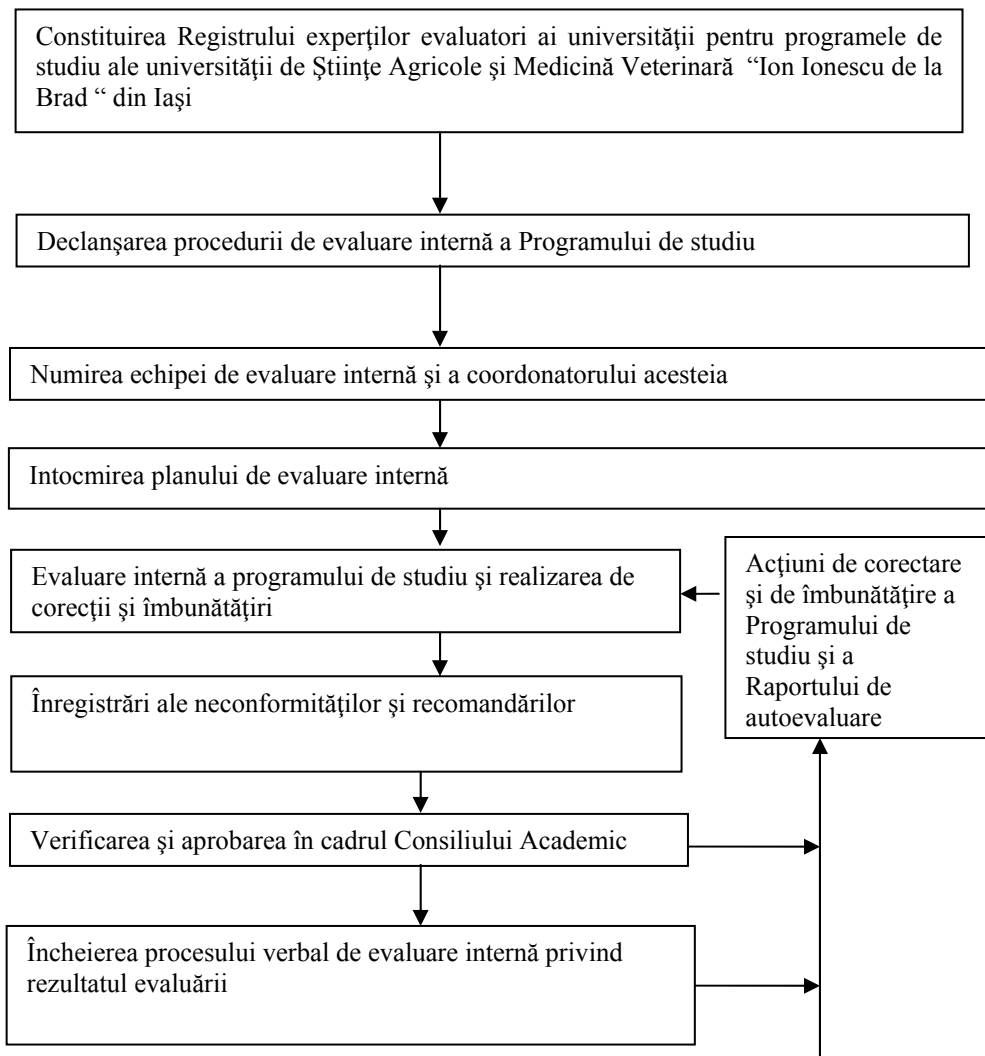 Constituirea Registrului experţilor evaluatori ai universităţii pentru programele de
studiu ale universităţii de Ştiinţe Agricole şi Medicină Veterinară “Ion Ionescu de la
Brad “ din Iaşi
Declanşarea procedurii de evaluare internă a Programului de studiu
Numirea echipei de evaluare internă şi a coordonatorului acesteia
Intocmirea planului de evaluare internă
Evaluare internă a programului de studiu şi realizarea de
corecţii şi îmbunătăţiri
Acţiuni de corectare
şi de îmbunătăţire a
Programului de
studiu şi a
Raportului de
autoevaluare
Înregistrări ale neconformităţilor şi recomandărilor
Verificarea şi aprobarea în cadrul Consiliului Academic
Încheierea procesului verbal de evaluare internă privind
rezultatul evaluării